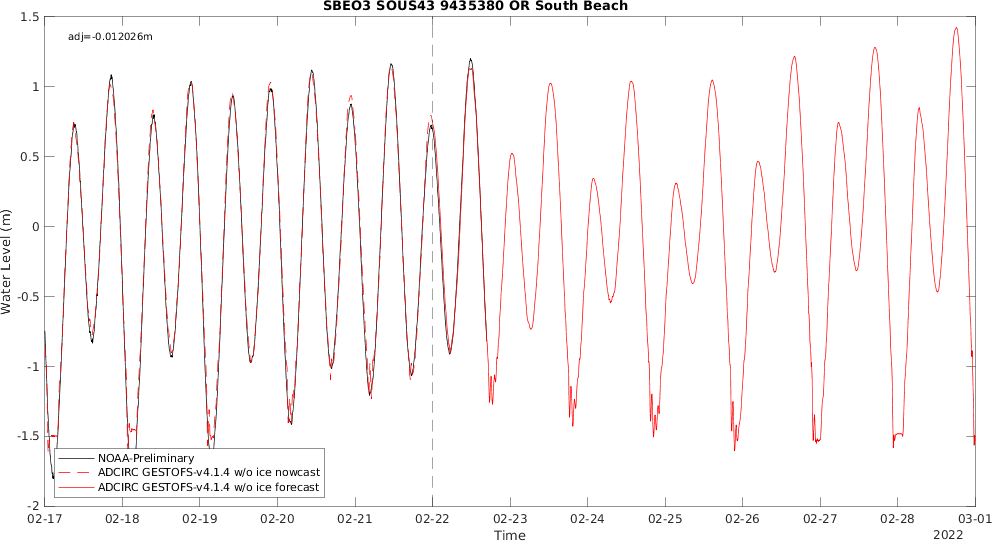 SBEO3 SOUS43 9435380 OR South Beach
adj=-0.012026m
1.5
1
0.5
0
-0.5
-1
-1.5
-2
Water Level (m)
NOAA-Preliminary
ADCIRC GESTOFS-v4.1.4 w/o ice nowcast
ADCIRC GESTOFS-v4.1.4 w/o ice forecast
02-17 02-18 02-19 02-20 02-21 02-22 02-23 02-24 02-25 02-26 02-27 02-28 03-01
Time
2022